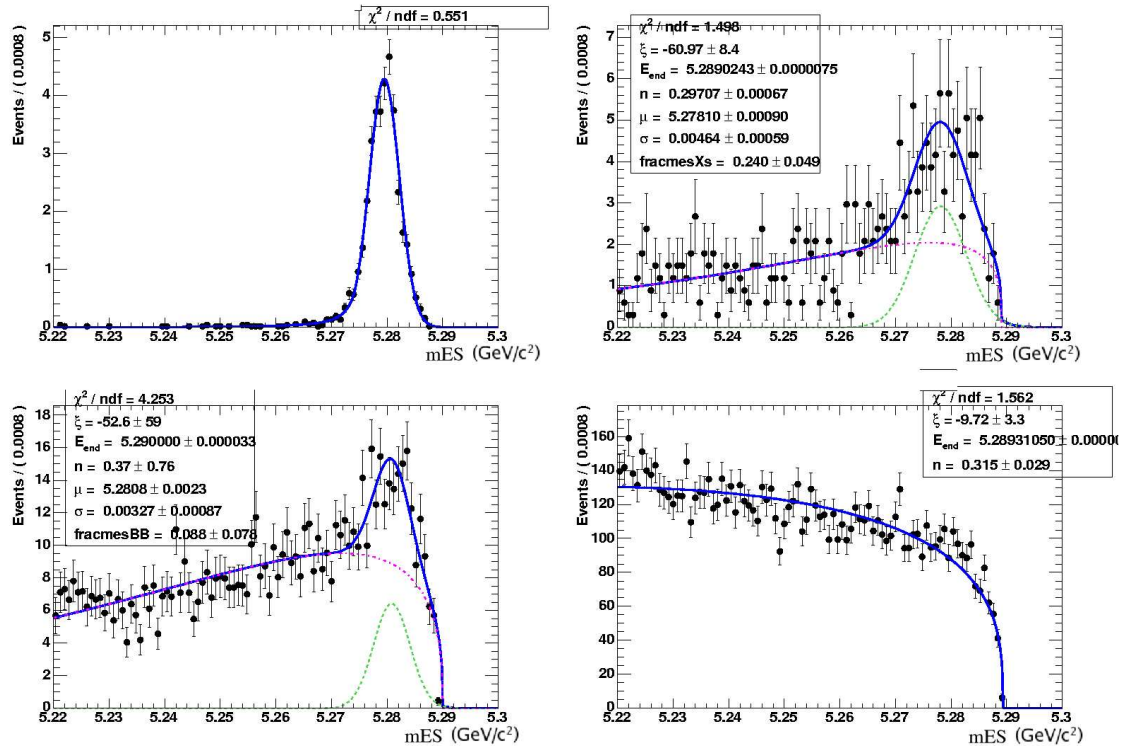 χ² / ndf = 0.551
Events / ( 0.0008 )
5
4
3
2
1
0
5.22 5.23 5.24 5.25 5.26 5.27 5.28 5.29 5.3
mES (GeV/c²)
χ² / ndf = 1.498
ξ = -60.97 ± 8.4
E_end = 5.2890243 ± 0.0000075
n = 0.29707 ± 0.00067
μ = 5.27810 ± 0.00090
σ = 0.00464 ± 0.00059
fracmesXs = 0.240 ± 0.049
Events / ( 0.0008 )
7
6
5
4
3
2
1
0
5.22 5.23 5.24 5.25 5.26 5.27 5.28 5.29 5.3
mES (GeV/c²)
χ² / ndf = 4.253
ξ = -52.6 ± 59
E_end = 5.290000 ± 0.000033
n = 0.37 ± 0.76
μ = 5.2808 ± 0.0023
σ = 0.00327 ± 0.00087
fracmesBB = 0.088 ± 0.078
Events / ( 0.0008 )
18
16
14
12
10
8
6
4
2
0
5.22 5.23 5.24 5.25 5.26 5.27 5.28 5.29 5.3
mES (GeV/c²)
χ² / ndf = 1.562
ξ = -9.72 ± 3.3
E_end = 5.28931050 ± 0.0000
n = 0.315 ± 0.029
Events / ( 0.0008 )
160
140
120
100
80
60
40
20
0
5.22 5.23 5.24 5.25 5.26 5.27 5.28 5.29 5.3
mES (GeV/c²)